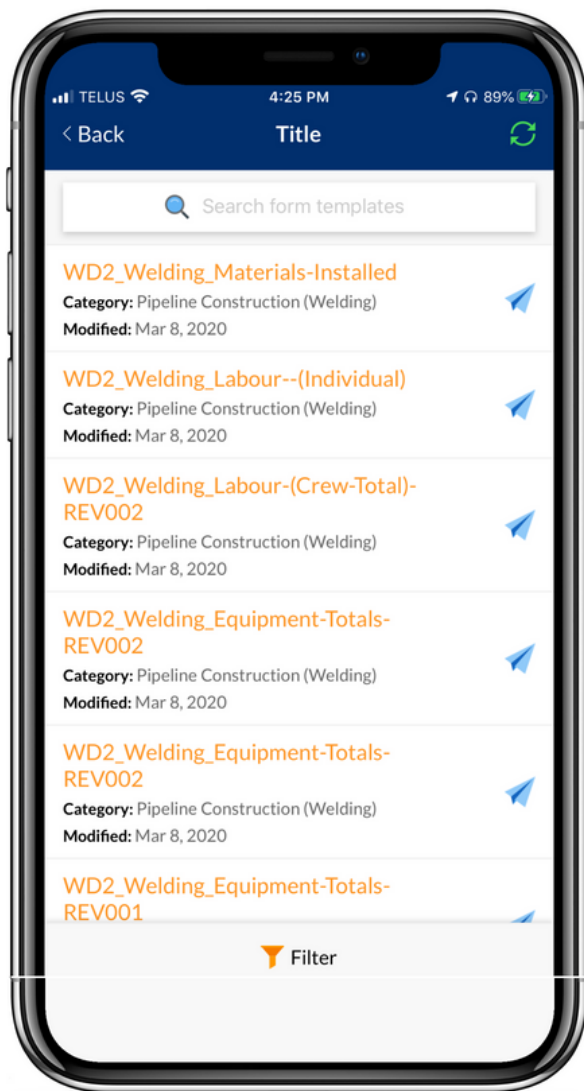 TELUS 4:25 PM 89%
< Back Title
Search form templates
WD2_Welding_Materials-Installed
Category: Pipeline Construction (Welding)
Modified: Mar 8, 2020
WD2_Welding_Labour--(Individual)
Category: Pipeline Construction (Welding)
Modified: Mar 8, 2020
WD2_Welding_Labour-(Crew-Total)-
REV002
Category: Pipeline Construction (Welding)
Modified: Mar 8, 2020
WD2_Welding_Equipment-Totals-
REV002
Category: Pipeline Construction (Welding)
Modified: Mar 8, 2020
WD2_Welding_Equipment-Totals-
REV002
Category: Pipeline Construction (Welding)
Modified: Mar 8, 2020
WD2_Welding_Equipment-Totals-
REV001
Filter